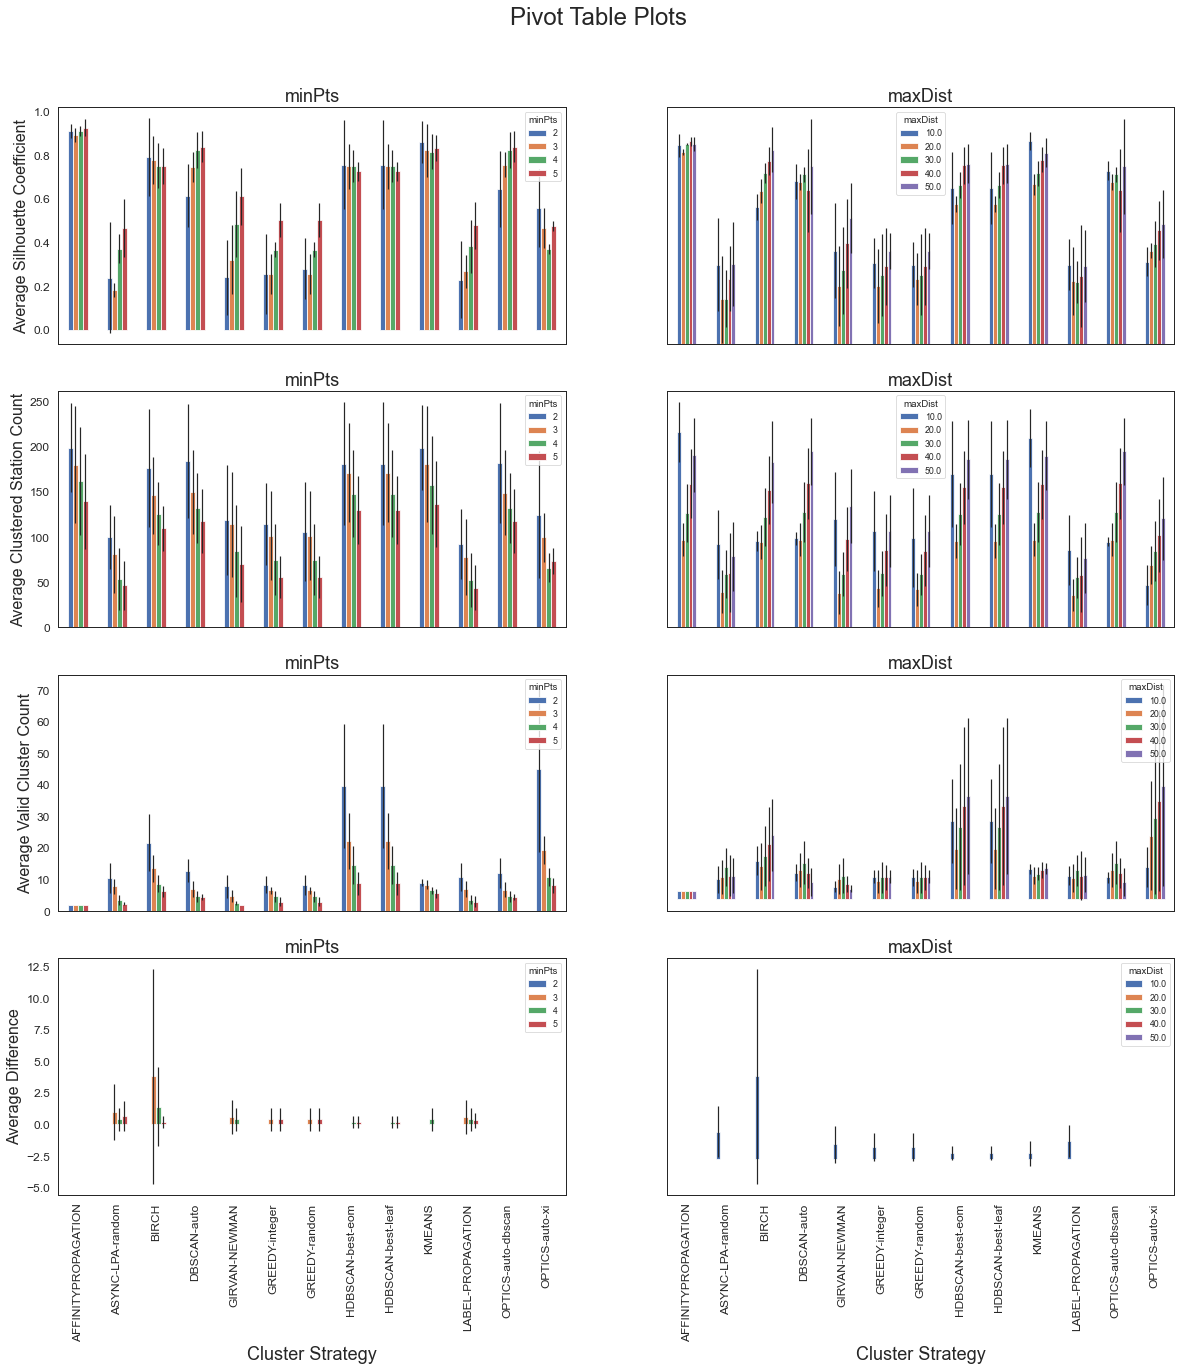 Pivot Table Plots
minPts
maxDist
Average Silhouette Coefficient
1.0
0.8
0.6
0.4
0.2
0.0
minPts
2
3
4
5
maxDist
10.0
20.0
30.0
40.0
50.0
minPts
maxDist
Average Clustered Station Count
250
200
150
100
50
0
minPts
2
3
4
5
maxDist
10.0
20.0
30.0
40.0
50.0
minPts
maxDist
Average Valid Cluster Count
70
60
50
40
30
20
10
0
minPts
2
3
4
5
maxDist
10.0
20.0
30.0
40.0
50.0
minPts
maxDist
Average Difference
12.5
10.0
7.5
5.0
2.5
0.0
−2.5
−5.0
minPts
2
3
4
5
maxDist
10.0
20.0
30.0
40.0
50.0
AFFINITYPROPAGATION
ASYNC-LPA-random
BIRCH
DBSCAN-auto
GIRVAN-NEWMAN
GREEDY-integer
GREEDY-random
HDBSCAN-best-eom
HDBSCAN-best-leaf
KMEANS
LABEL-PROPAGATION
OPTICS-auto-dbscan
OPTICS-auto-xi
AFFINITYPROPAGATION
ASYNC-LPA-random
BIRCH
DBSCAN-auto
GIRVAN-NEWMAN
GREEDY-integer
GREEDY-random
HDBSCAN-best-eom
HDBSCAN-best-leaf
KMEANS
LABEL-PROPAGATION
OPTICS-auto-dbscan
OPTICS-auto-xi
Cluster Strategy
Cluster Strategy